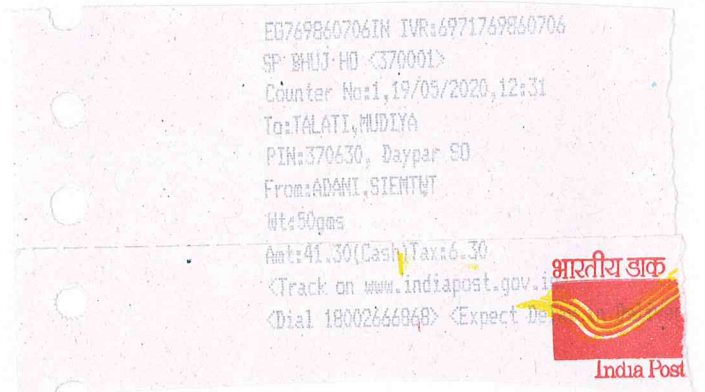 EG769860706IN IVR:6971769860706
SP BHUJ HO <370001>
Counter No:1,19/05/2020,12:31
To:TALATI,MUDIYA
PIN:370630, Daypar SO
From:ADANI,SIEMTWT
Wt:50gms
Amt:41.30(Cash)Tax:6.30
<Track on www.indiapost.gov.i
<Dial 18002666868> <Expect
भारतीय डाक
India Post